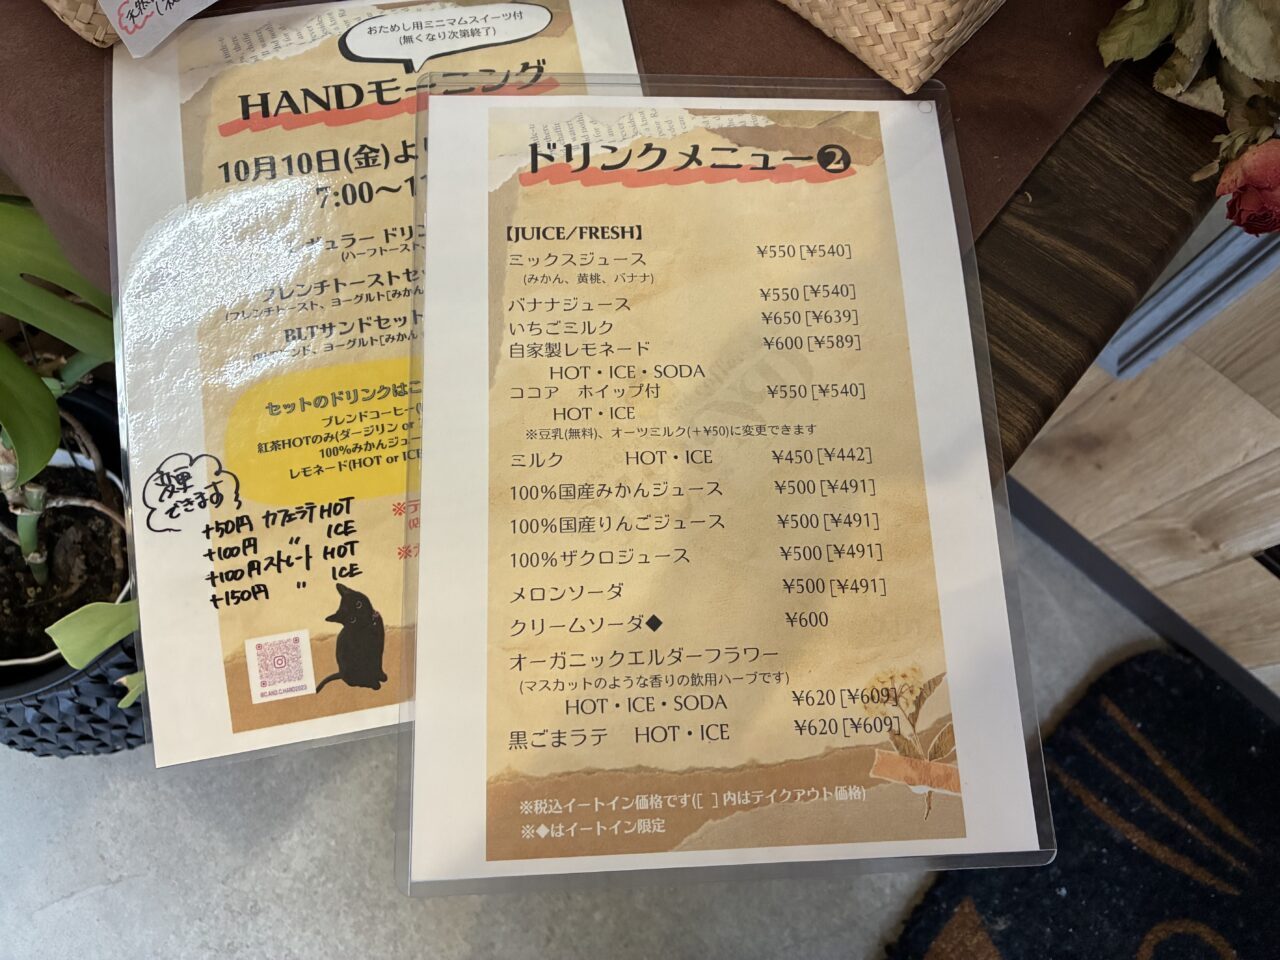 おためし用ミニマムスイーツ付
(無くなり次第終了)
HANDモーニング
10月10日(金)よ
7:00〜1
ギュラー ドリン
(ハーフトースト、
フレンチトーストセ
(フレンチトースト、ヨーグルト[みかん
BLTサンドセット
ンド、ヨーグルト[みかん
セットのドリンクはこ
ブレンドコーヒー(
紅茶HOTのみ(ダージリン or
100%みかんジュー
レモネード(HOT or ICE
変更
できます
+50円 カフェラテ HOT
+100円 〃 ICE
+100円 ストレート HOT
+150円 〃 ICE
@C.AND.C.HAND2023
ドリンクメニュー❷
【JUICE/FRESH】
ミックスジュース ¥550 [¥540]
(みかん、黄桃、バナナ)
バナナジュース ¥550 [¥540]
いちごミルク ¥650 [¥639]
自家製レモネード ¥600 [¥589]
HOT・ICE・SODA
ココア ホイップ付 ¥550 [¥540]
HOT・ICE
※豆乳(無料)、オーツミルク(+¥50)に変更できます
ミルク HOT・ICE ¥450 [¥442]
100%国産みかんジュース ¥500 [¥491]
100%国産りんごジュース ¥500 [¥491]
100%ザクロジュース ¥500 [¥491]
メロンソーダ ¥500 [¥491]
クリームソーダ◆ ¥600
オーガニックエルダーフラワー
(マスカットのような香りの飲用ハーブです)
HOT・ICE・SODA ¥620 [¥609]
黒ごまラテ HOT・ICE ¥620 [¥609]
※税込イートイン価格です([ ] 内はテイクアウト価格)
※◆はイートイン限定